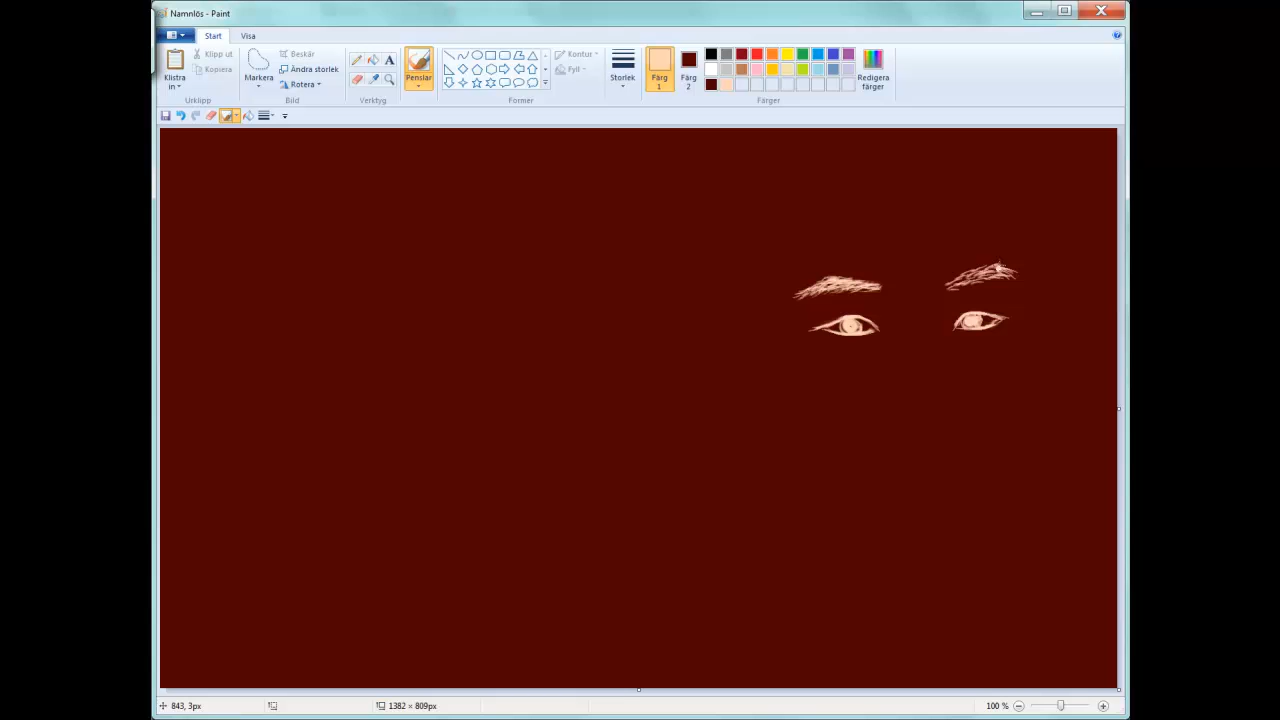 Namnlös - Paint
Start
Visa
Klistra
in
Klipp ut
Kopiera
Urklipp
Markera
Beskär
Ändra storlek
Rotera
Bild
A
Verktyg
Penslar
Former
Kontur
Fyll
Storlek
Färg
1
Färg
2
Redigera
färger
Färger
843, 3px
1382 × 809px
100 %